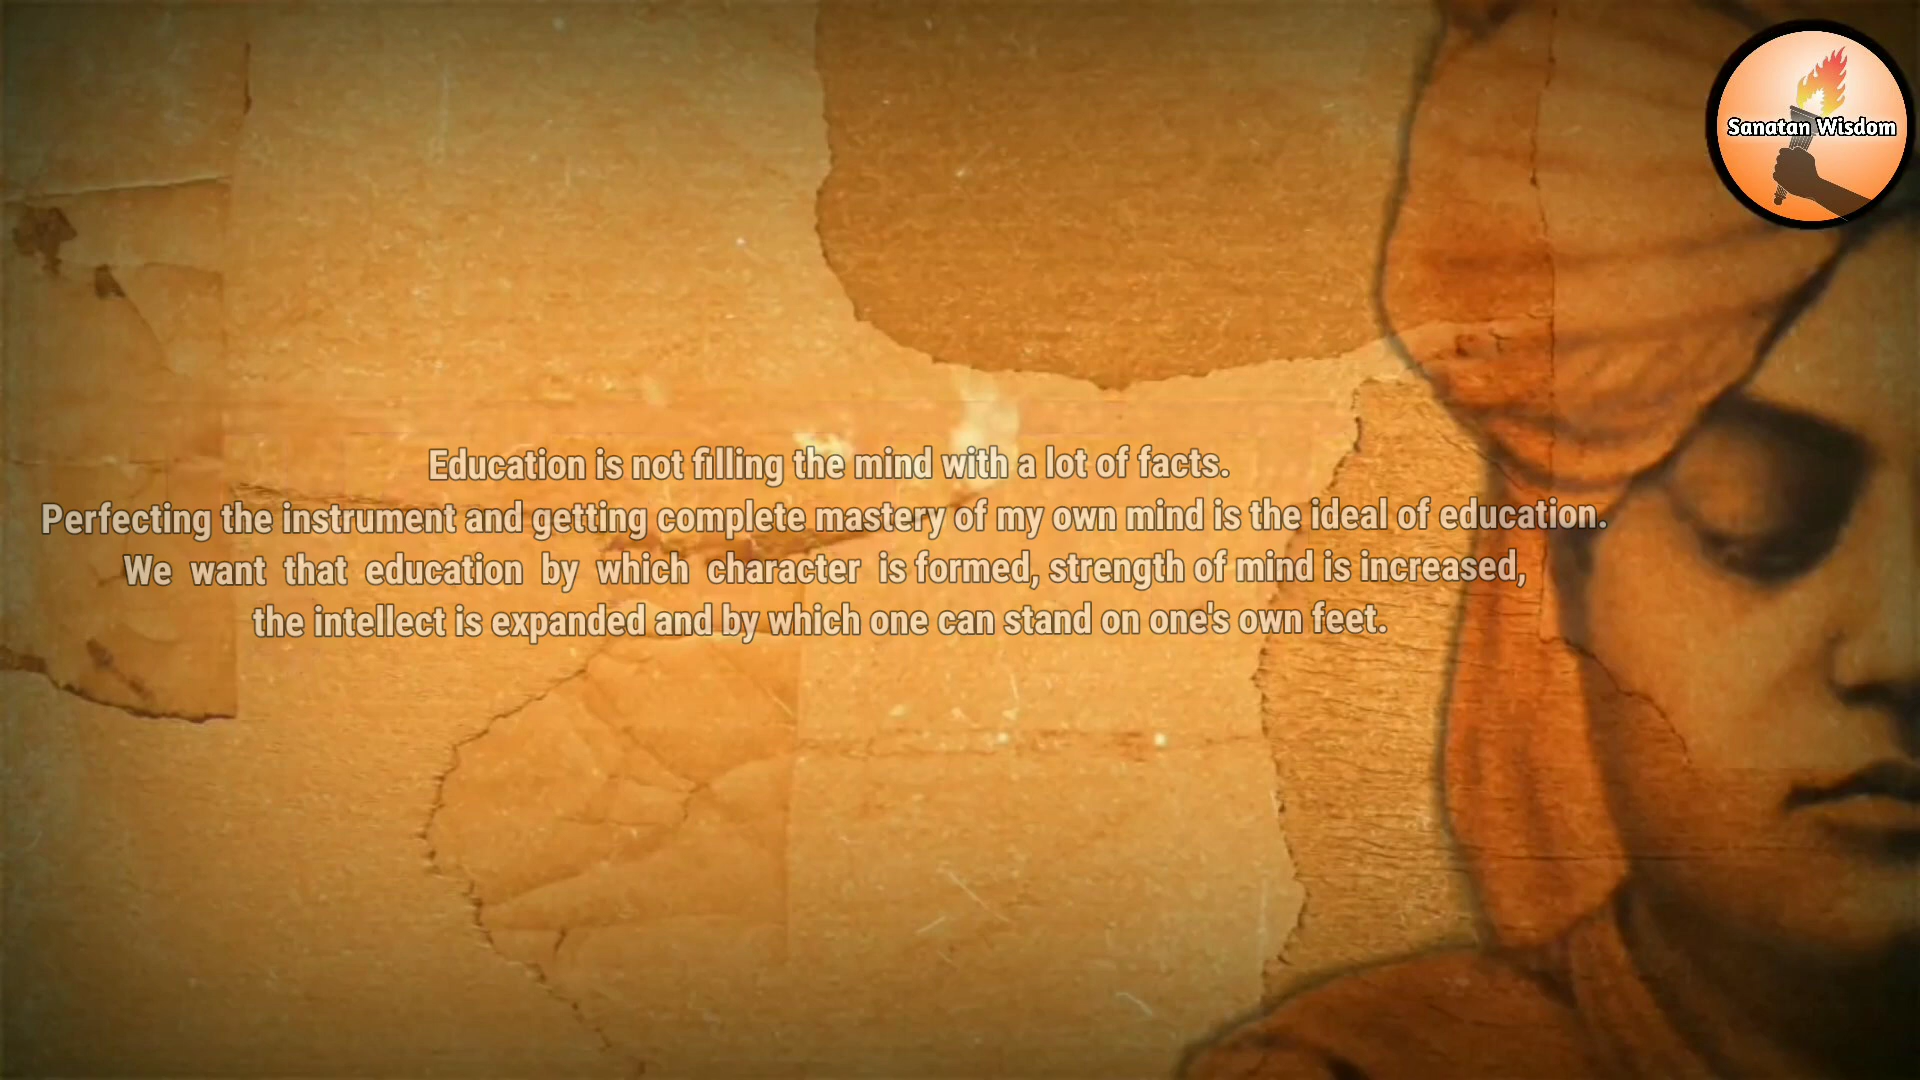 Sanatan Wisdom
Education is not filling the mind with a lot of facts.
Perfecting the instrument and getting complete mastery of my own mind is the ideal of education.
We want that education by which character is formed, strength of mind is increased,
the intellect is expanded and by which one can stand on one's own feet.